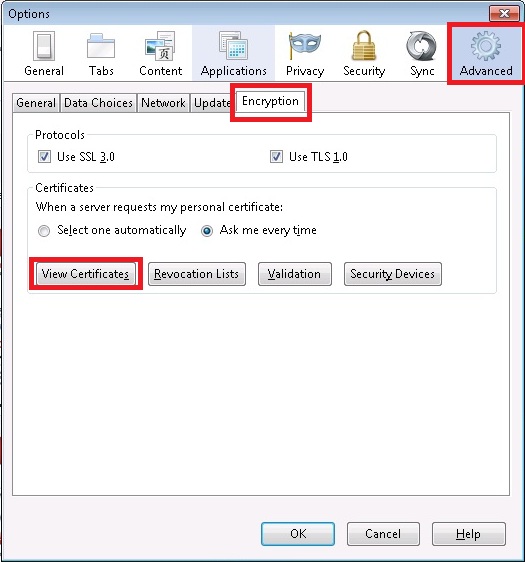 Options
General Tabs Content Applications Privacy Security Sync Advanced
General Data Choices Network Update Encryption
Protocols
Use SSL 3.0 Use TLS 1.0
Certificates
When a server requests my personal certificate:
Select one automatically Ask me every time
View Certificates Revocation Lists Validation Security Devices
OK Cancel Help